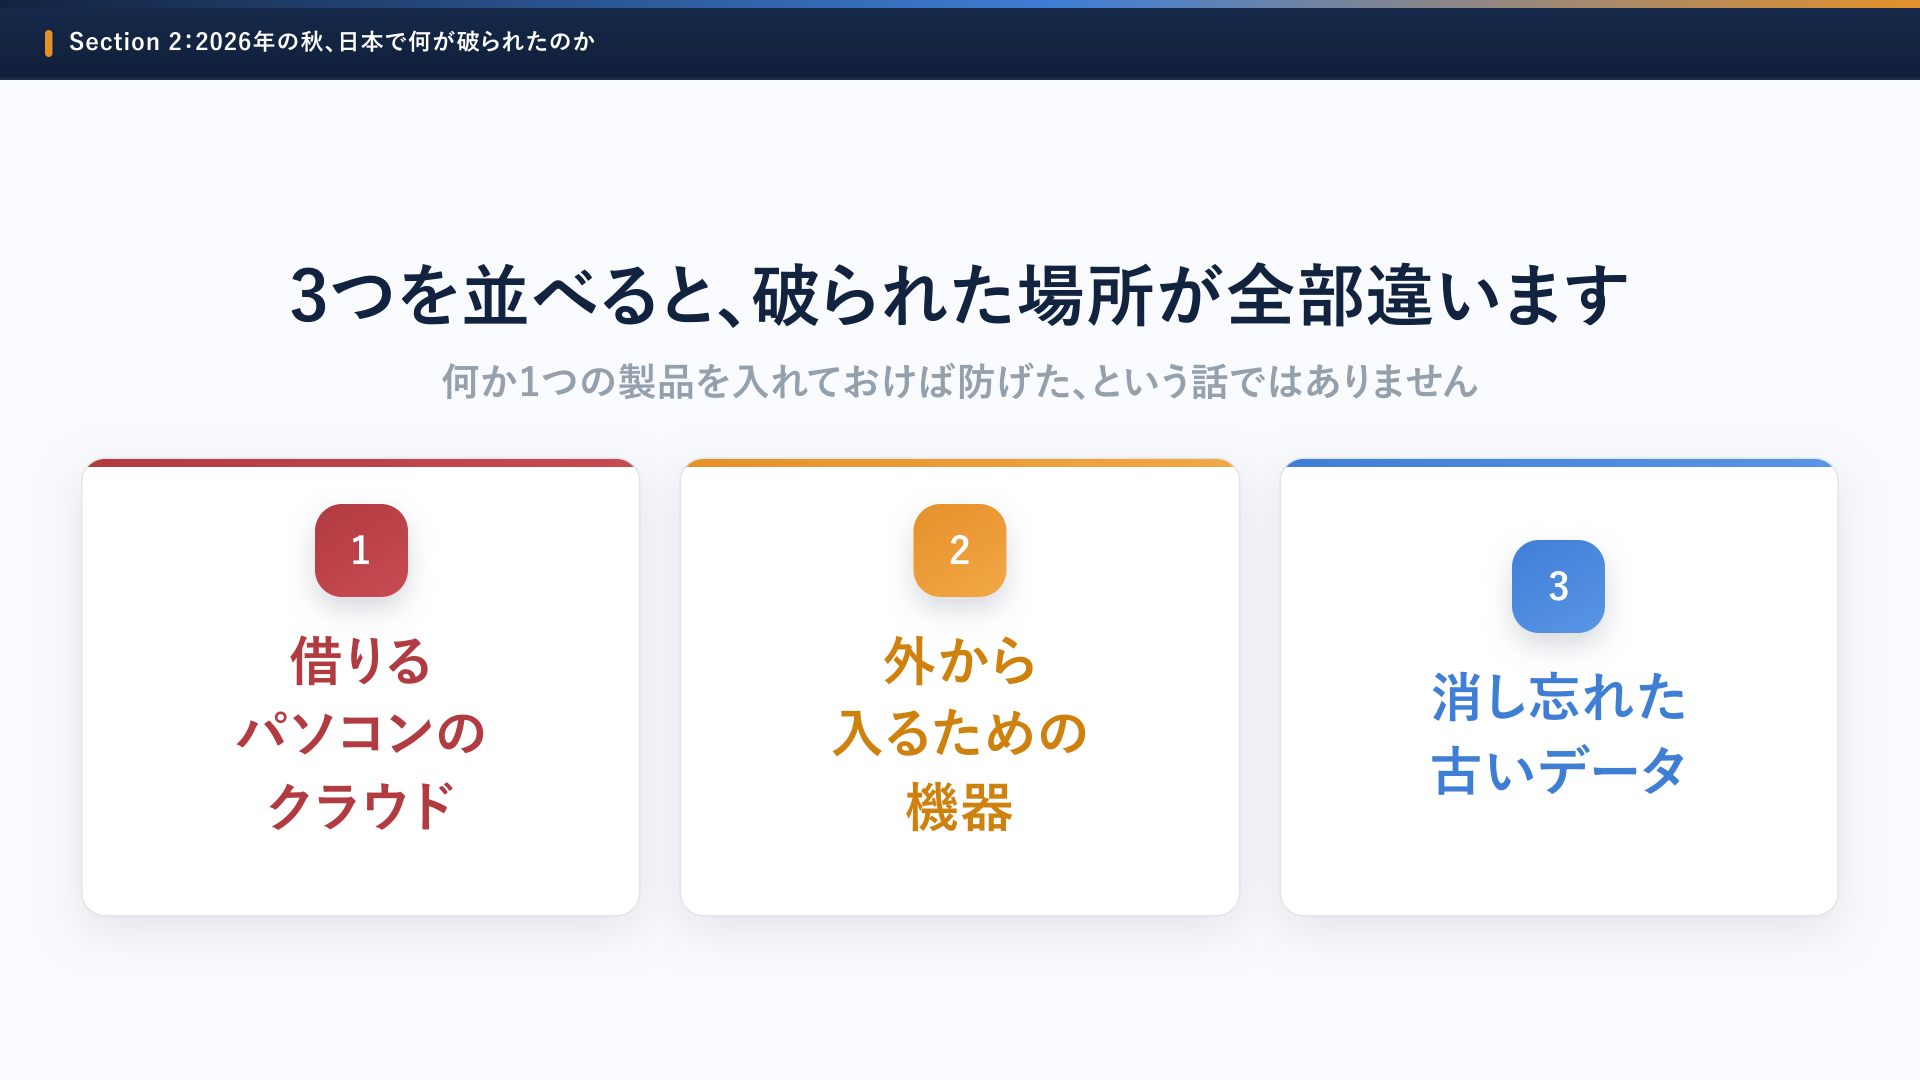 Section 2：2026年の秋、日本で何が破られたのか
3つを並べると、破られた場所が全部違います
何か1つの製品を入れておけば防げた、という話ではありません
1
借りる
パソコンの
クラウド
2
外から
入るための
機器
3
消し忘れた
古いデータ